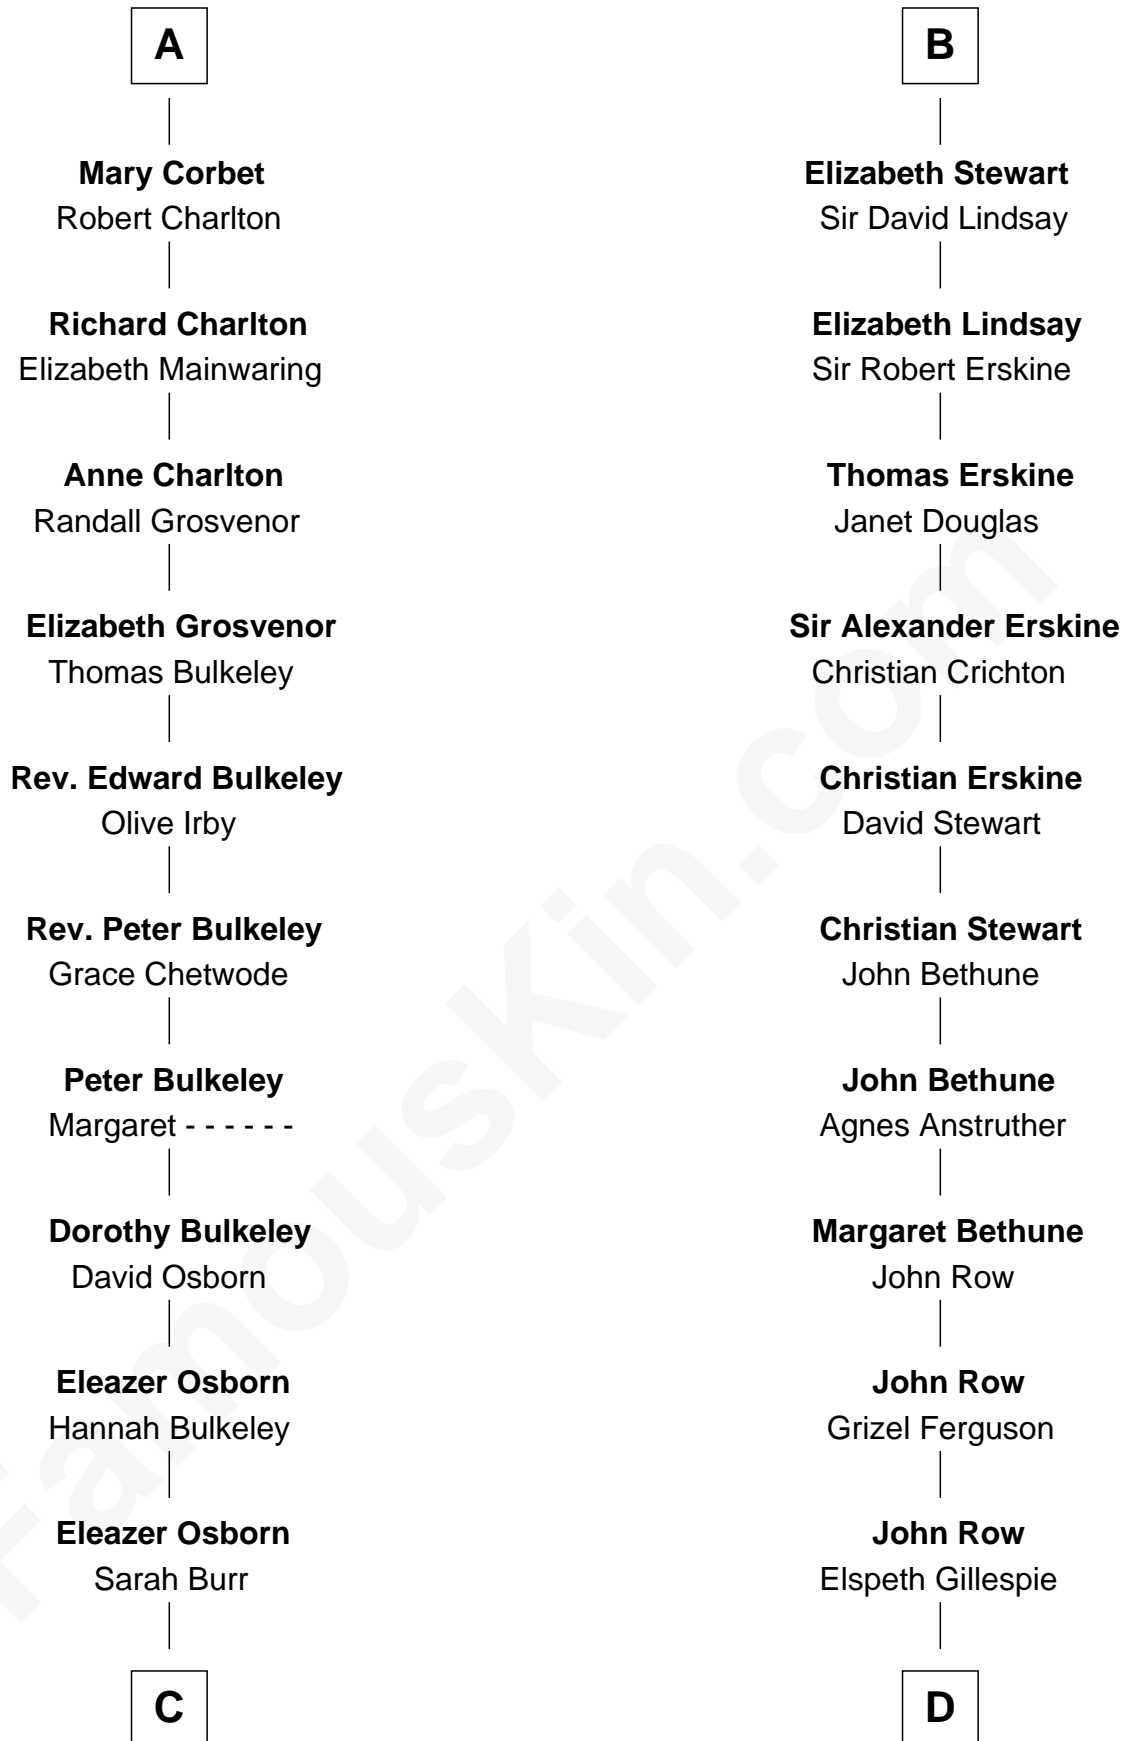 A
Mary Corbet
Robert Charlton
Richard Charlton
Elizabeth Mainwaring
Anne Charlton
Randall Grosvenor
Elizabeth Grosvenor
Thomas Bulkeley
Rev. Edward Bulkeley
Olive Irby
Rev. Peter Bulkeley
Grace Chetwode
Peter Bulkeley
Margaret - - - - - -
Dorothy Bulkeley
David Osborn
Eleazer Osborn
Hannah Bulkeley
Eleazer Osborn
Sarah Burr
C
B
Elizabeth Stewart
Sir David Lindsay
Elizabeth Lindsay
Sir Robert Erskine
Thomas Erskine
Janet Douglas
Sir Alexander Erskine
Christian Crichton
Christian Erskine
David Stewart
Christian Stewart
John Bethune
John Bethune
Agnes Anstruther
Margaret Bethune
John Row
John Row
Grizel Ferguson
John Row
Elspeth Gillespie
D
FamousKin.com